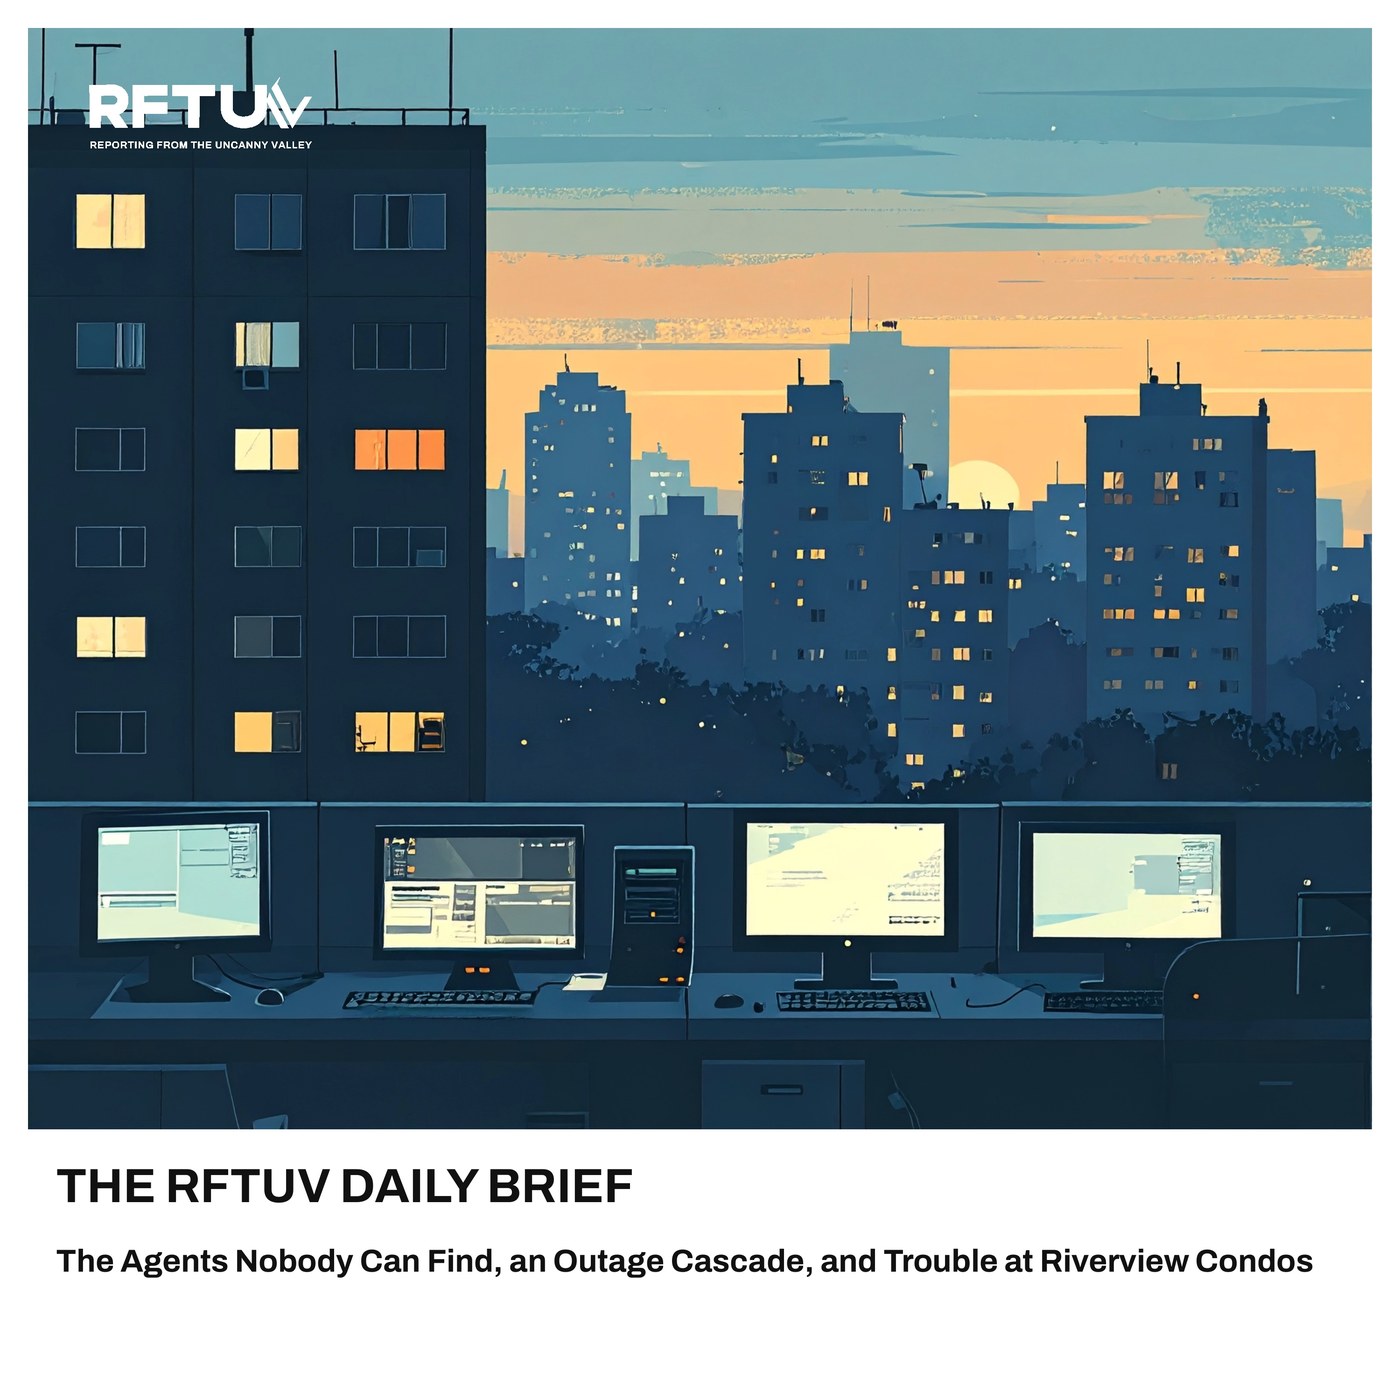 RFTUV
REPORTING FROM THE UNCANNY VALLEY
THE RFTUV DAILY BRIEF
The Agents Nobody Can Find, an Outage Cascade, and Trouble at Riverview Condos